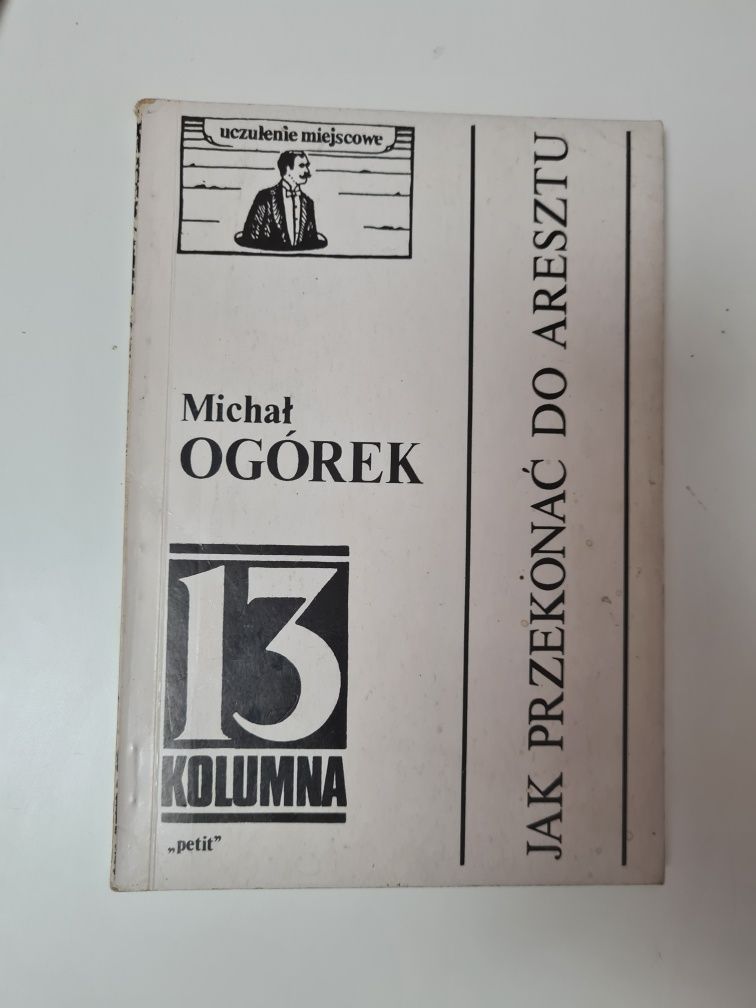 uczulenie miejscowe
Michał
OGÓREK
13
KOLUMNA
„petit”
JAK PRZEKONAĆ DO ARESZTU